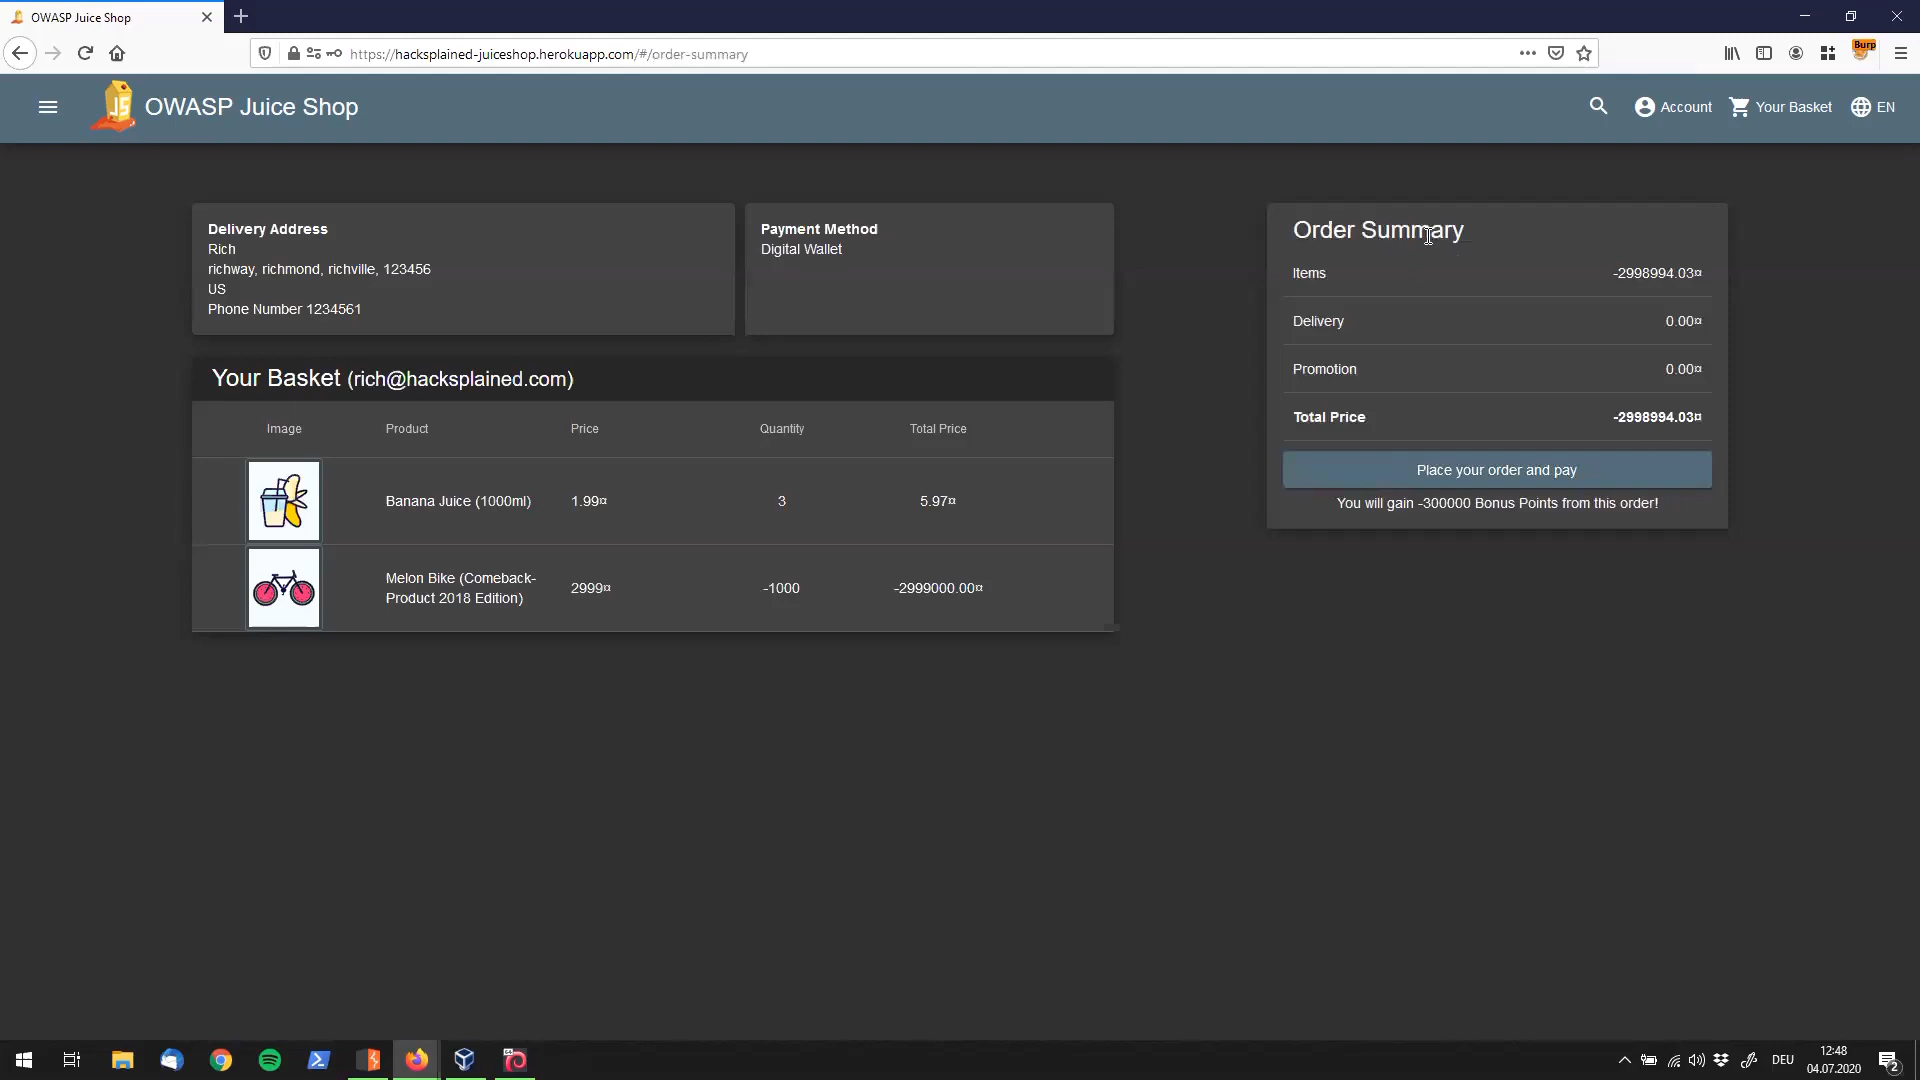 OWASP Juice Shop
https://hacksplained-juiceshop.herokuapp.com/#/order-summary
Burp
OWASP Juice Shop
Account
Your Basket
EN
Delivery Address
Rich
richway, richmond, richville, 123456
US
Phone Number 1234561
Payment Method
Digital Wallet
Your Basket (rich@hacksplained.com)
Image Product Price Quantity Total Price
Banana Juice (1000ml) 1.99¤ 3 5.97¤
Melon Bike (Comeback-
Product 2018 Edition) 2999¤ -1000 -2999000.00¤
Order Summary
Items -2998994.03¤
Delivery 0.00¤
Promotion 0.00¤
Total Price -2998994.03¤
Place your order and pay
You will gain -300000 Bonus Points from this order!
DEU
12:48
04.07.2020
2